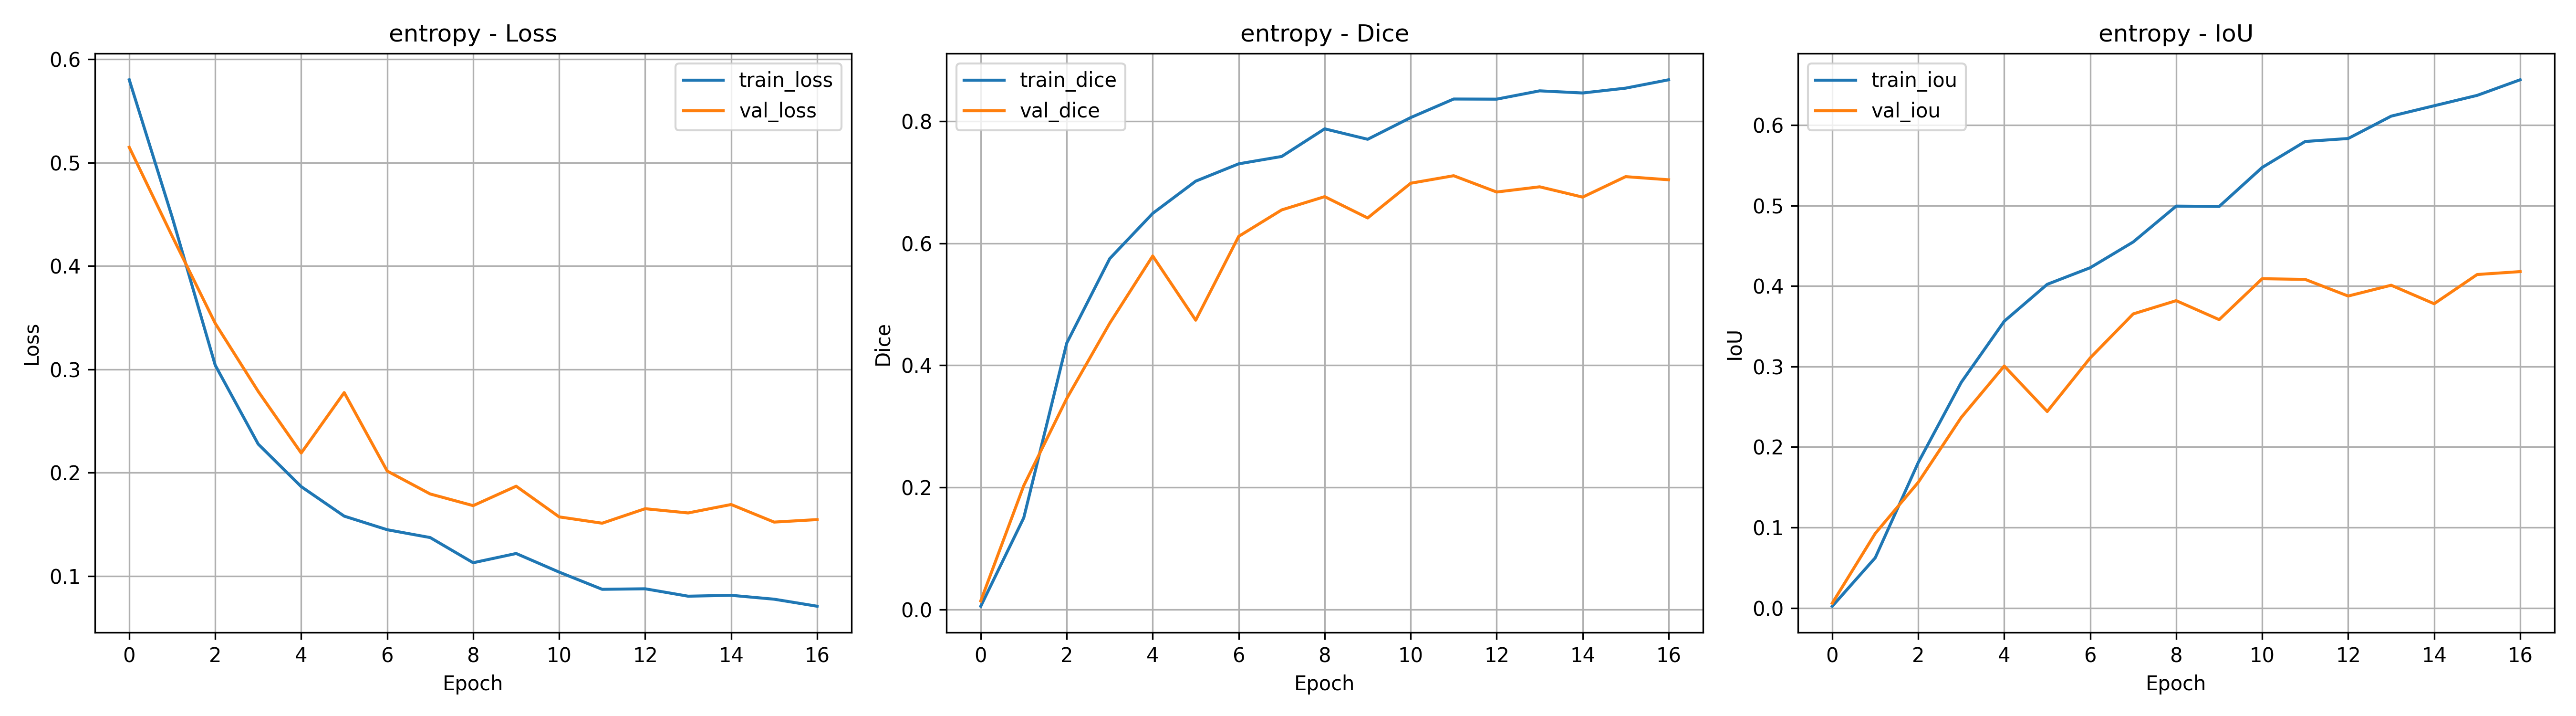 entropy - Loss
0.6
0.5
0.4
0.3
0.2
0.1
Loss
train_loss
val_loss
0 2 4 6 8 10 12 14 16
Epoch
entropy - Dice
0.8
0.6
0.4
0.2
0.0
Dice
train_dice
val_dice
0 2 4 6 8 10 12 14 16
Epoch
entropy - IoU
0.6
0.5
0.4
0.3
0.2
0.1
0.0
IoU
train_iou
val_iou
0 2 4 6 8 10 12 14 16
Epoch